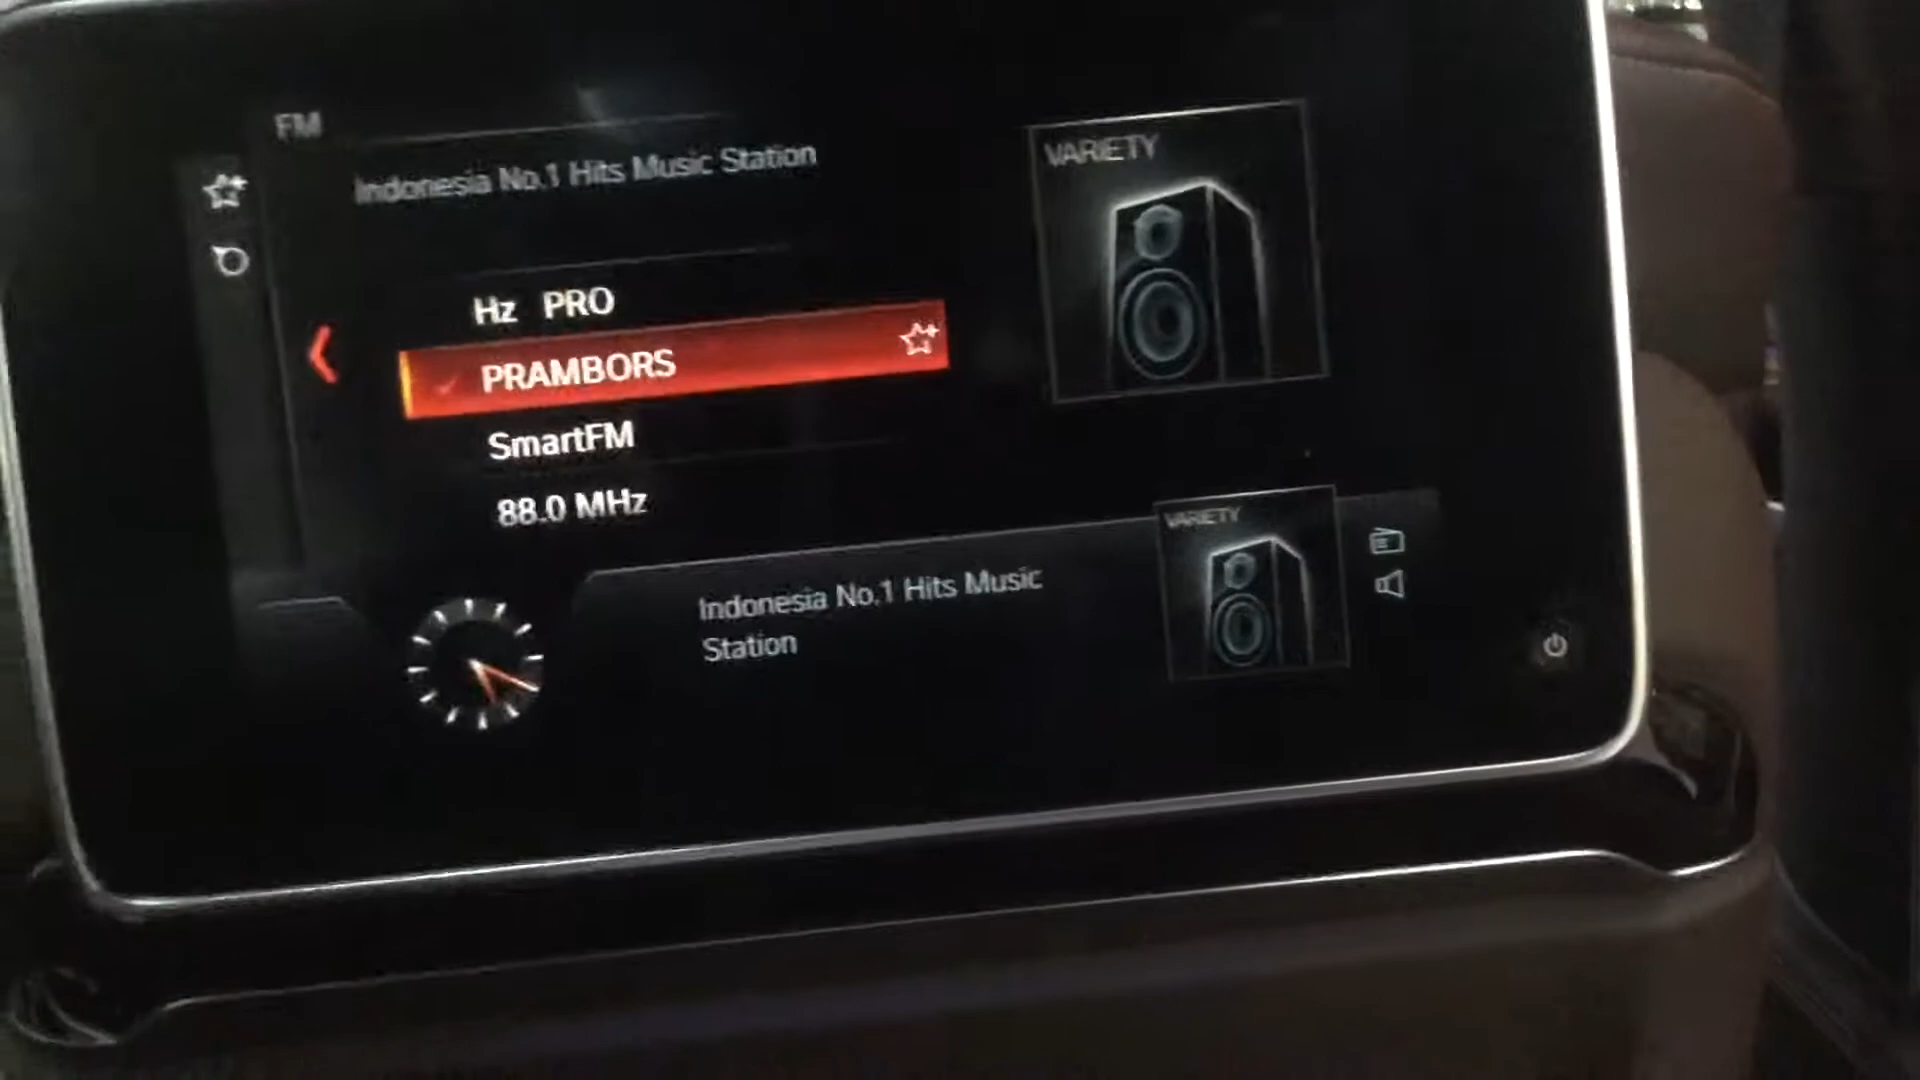 FM
Indonesia No.1 Hits Music Station
VARIETY
Hz PRO
PRAMBORS
SmartFM
88.0 MHz
VARIETY
Indonesia No.1 Hits Music
Station